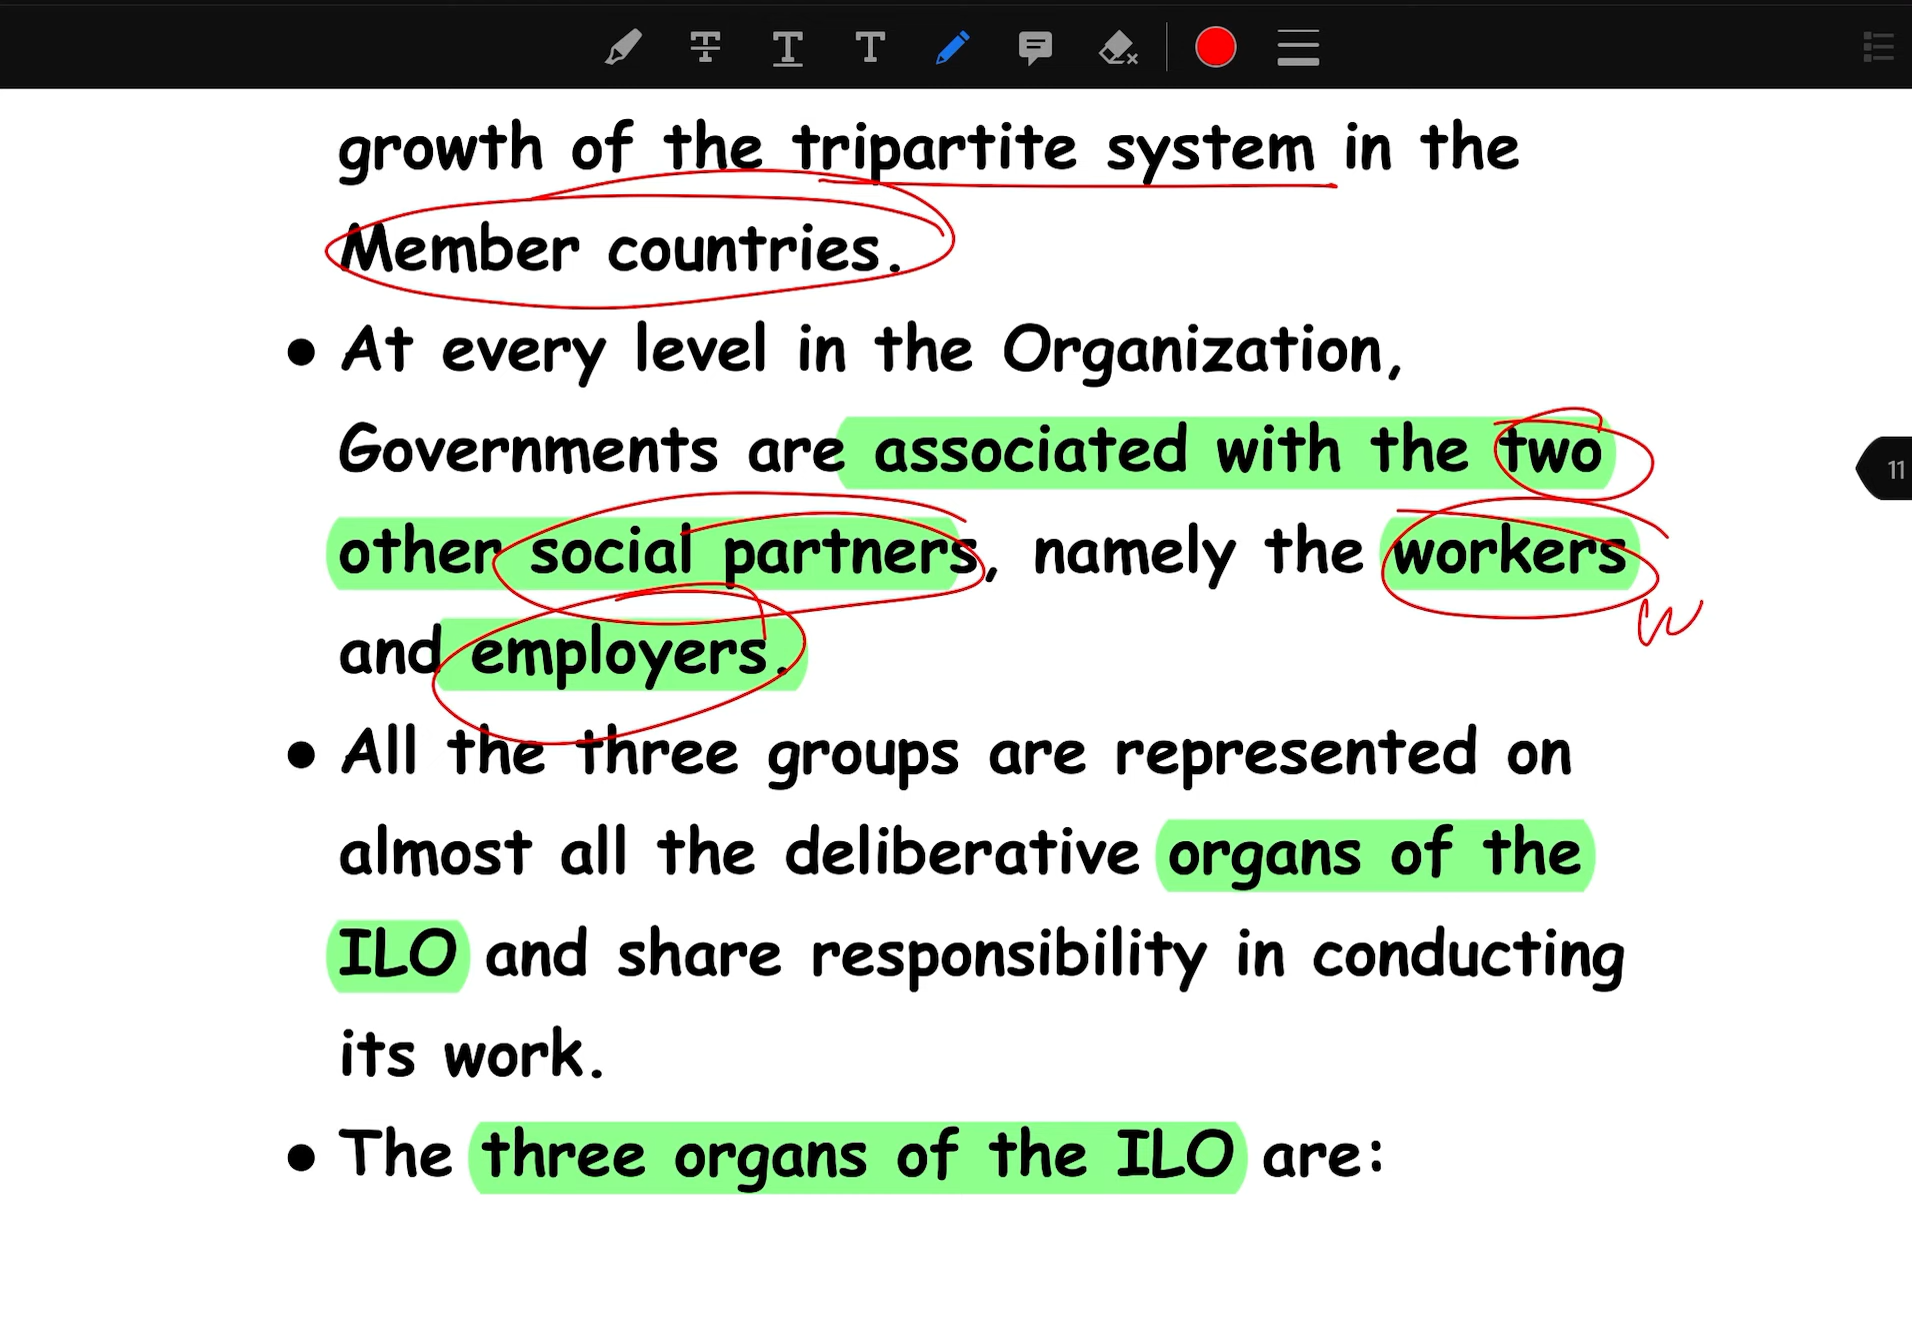 growth of the tripartite system in the
Member countries.
● At every level in the Organization,
Governments are associated with the two
other social partners, namely the workers
W
and employers.
● All the three groups are represented on
almost all the deliberative organs of the
ILO and share responsibility in conducting
its work.
● The three organs of the ILO are:
11